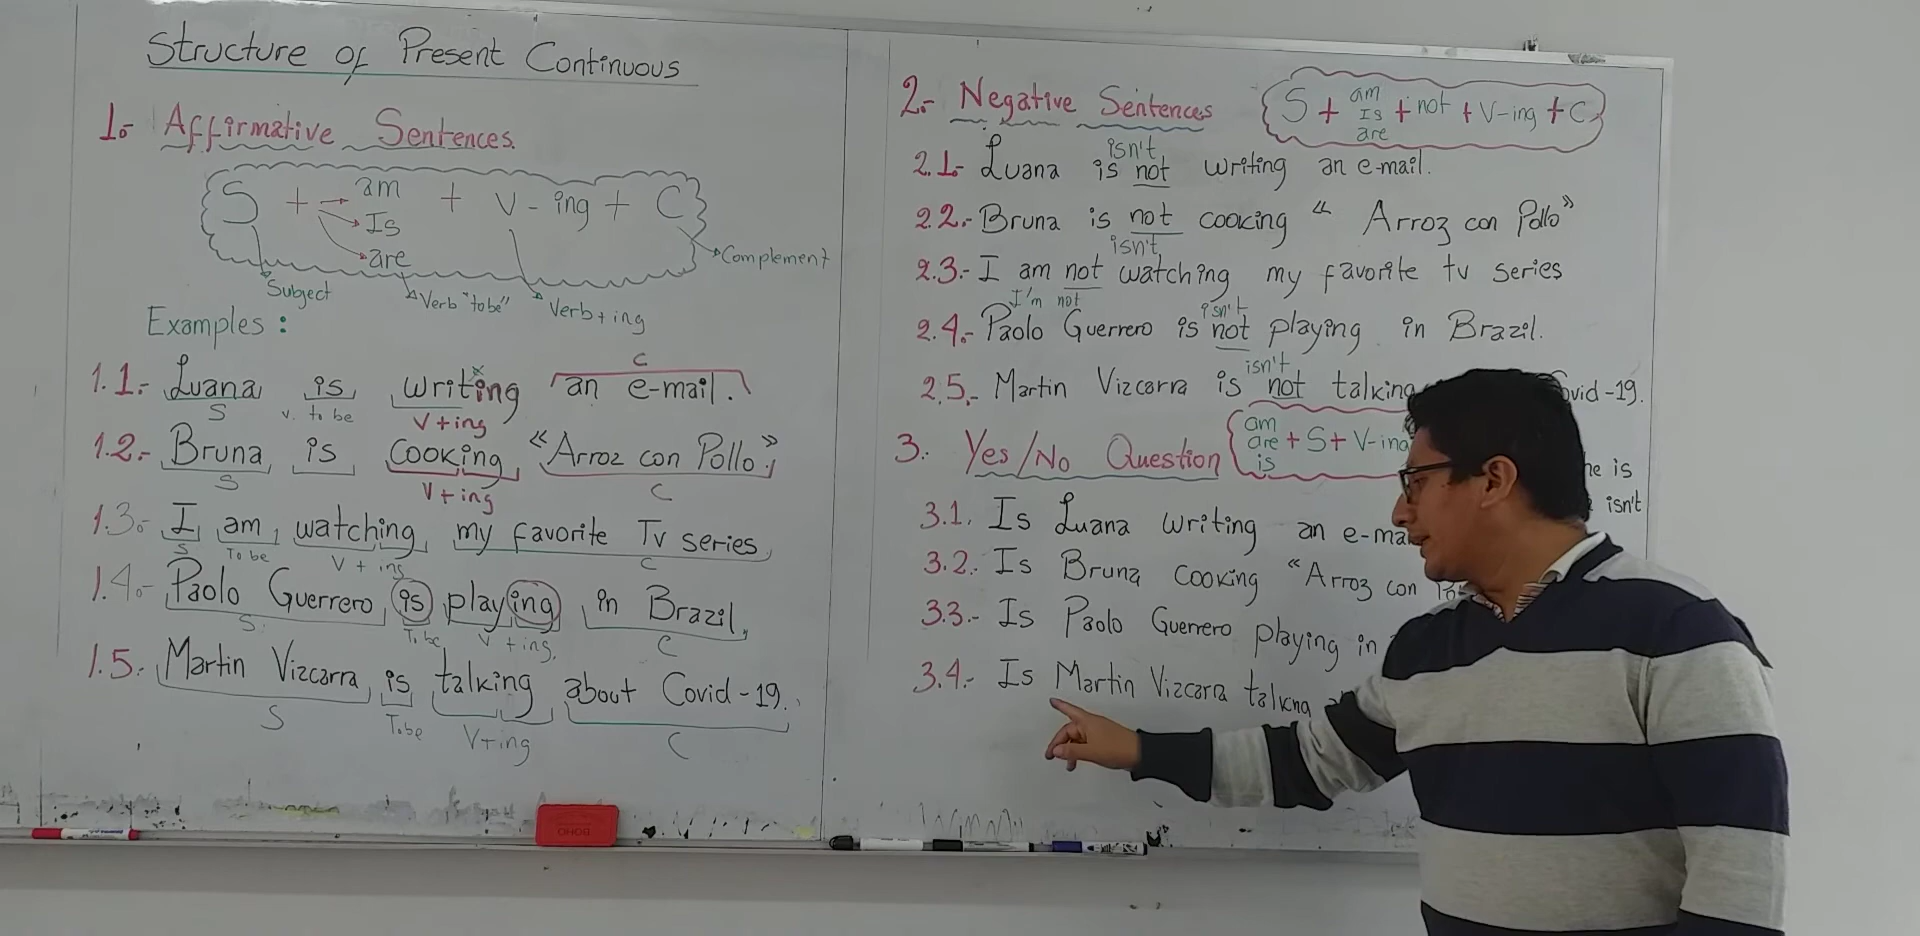 Structure of Present Continuous
1.- Affirmative Sentences.
S + am + V - ing + C
Is
are
Complement
Subject
Verb "to be"
Verb + ing
Examples :
C
1.1.- Luana is writing an e-mail.
S v. to be V+ing
1.2.- Bruna is cooking "Arroz con Pollo".
S V+ing C
1.3.- I am watching my favorite Tv series
S To be V + ing C
1.4.- Paolo Guerrero is playing in Brazil.
S To be V + ing. C
1.5.- Martin Vizcarra is talking about Covid-19.
S To be V+ing C
2.- Negative Sentences
S + am + not + V-ing + C
Is
are
isn't
2.1.- Luana is not writing an e-mail.
2.2.- Bruna is not cooking "Arroz con Pollo"
isn't
2.3.- I am not watching my favorite tv series
I'm not
isn't
2.4.- Paolo Guerrero is not playing in Brazil.
isn't
2.5.- Martin Vizcarra is not talking -19.
3.- Yes/No Question
am
are + S + V-ing
is
is
isn't
3.1. Is Luana writing an
3.2. Is Bruna cooking "Arroz con
3.3.- Is Paolo Guerrero playing in
3.4.- Is Martin Vizcarra talking
BOHO